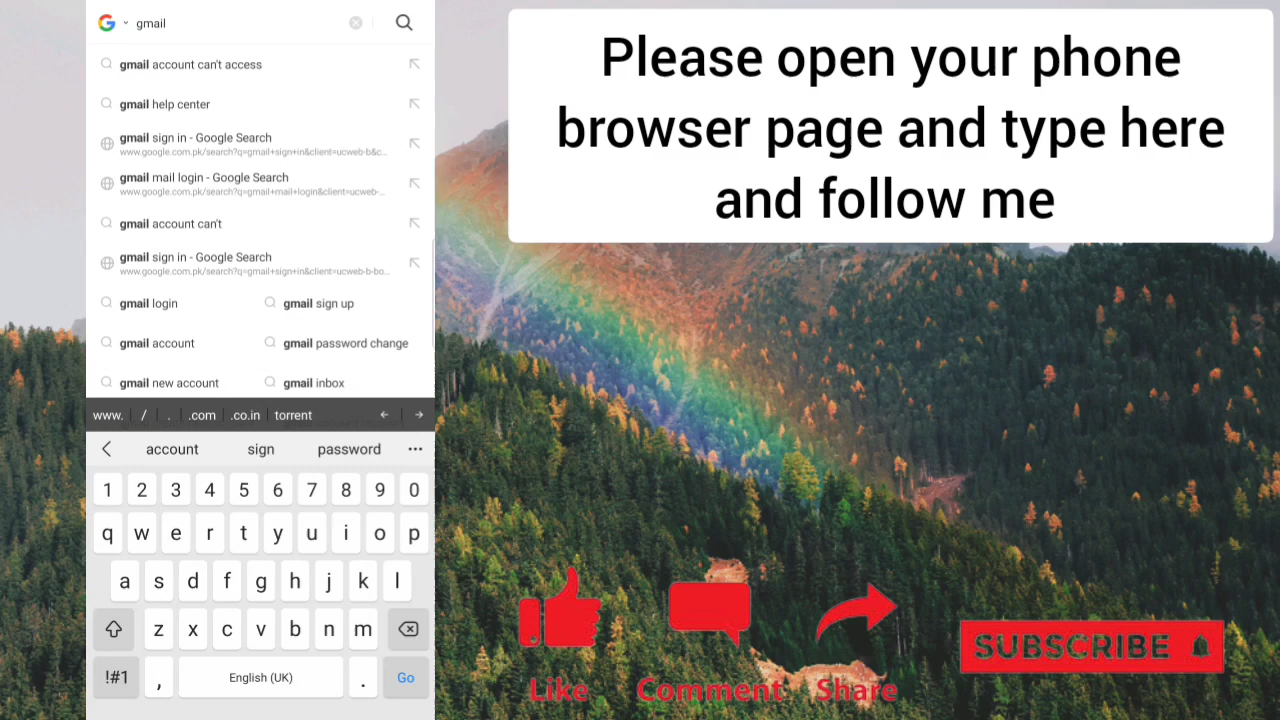 gmail
gmail account can't access
gmail help center
gmail sign in - Google Search
www.google.com.pk/search?q=gmail+sign+in&client=ucweb-b&c...
gmail mail login - Google Search
www.google.com.pk/search?q=gmail+mail+login&client=ucweb-...
gmail account can't
gmail sign in - Google Search
www.google.com.pk/search?q=gmail+sign+in&client=ucweb-b-bo...
gmail login
gmail sign up
gmail account
gmail password change
gmail new account
gmail inbox
www. / . .com .co.in torrent
account sign password
1 2 3 4 5 6 7 8 9 0
q w e r t y u i o p
a s d f g h j k l
z x c v b n m
!#1 , English (UK) . Go
Please open your phone
browser page and type here
and follow me
Like Comment Share
SUBSCRIBE